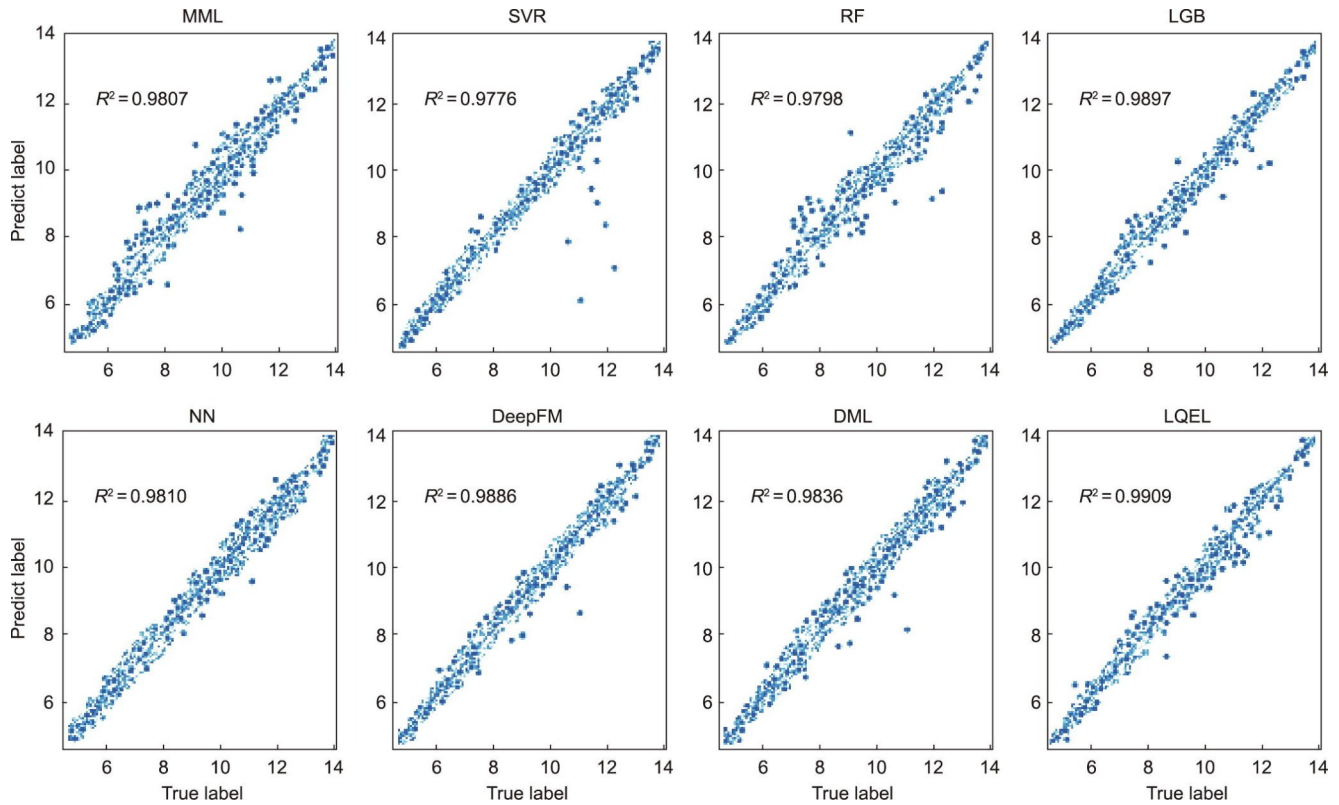 MML SVR RF LGB
14 14 14 14
R² = 0.9807 R² = 0.9776 R² = 0.9798 R² = 0.9897
12 12 12 12
Predict label
10 10 10 10
8 8 8 8
6 6 6 6
6 8 10 12 14 6 8 10 12 14 6 8 10 12 14 6 8 10 12 14
NN DeepFM DML LQEL
14 14 14 14
R² = 0.9810 R² = 0.9886 R² = 0.9836 R² = 0.9909
12 12 12 12
Predict label
10 10 10 10
8 8 8 8
6 6 6 6
6 8 10 12 14 6 8 10 12 14 6 8 10 12 14 6 8 10 12 14
True label True label True label True label